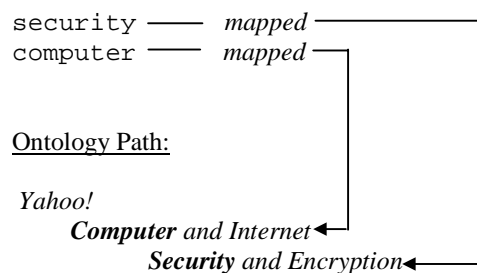 security mapped
computer mapped
Ontology Path:
Yahoo!
Computer and Internet
Security and Encryption